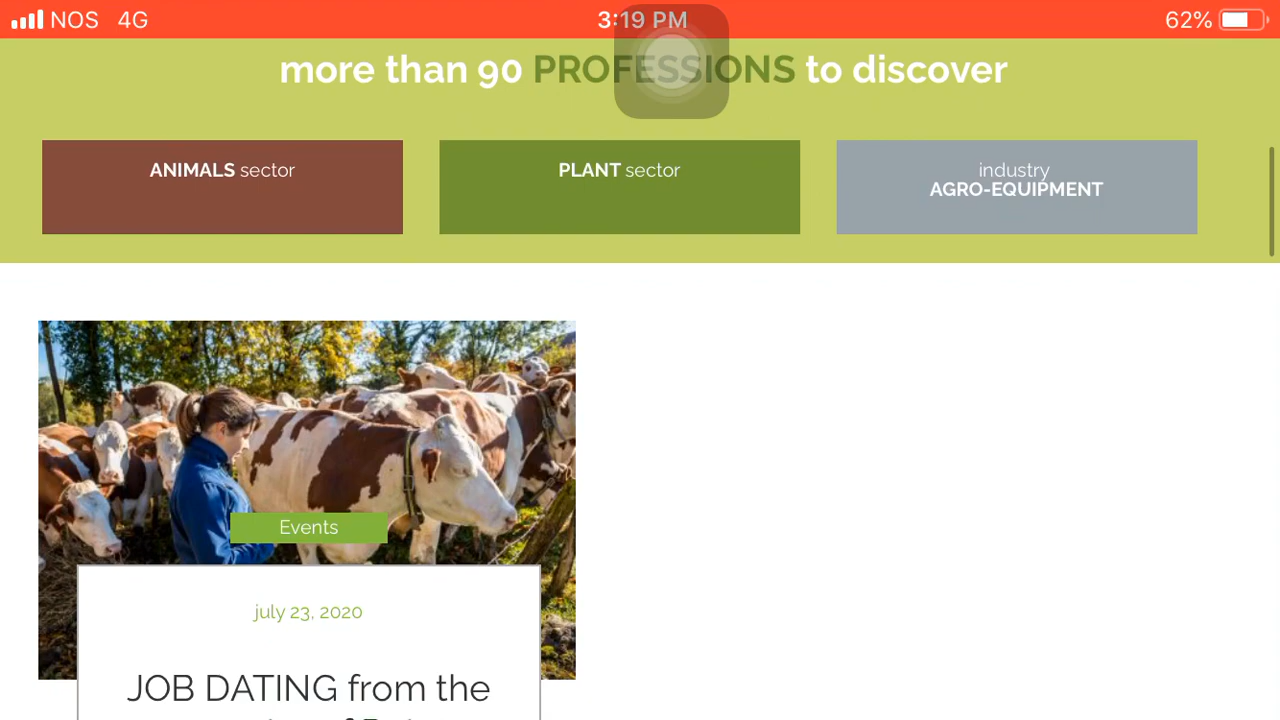 NOS 4G 3:19 PM 62%
more than 90 PROFESSIONS to discover
ANIMALS sector
PLANT sector
industry
AGRO-EQUIPMENT
Events
july 23, 2020
JOB DATING from the